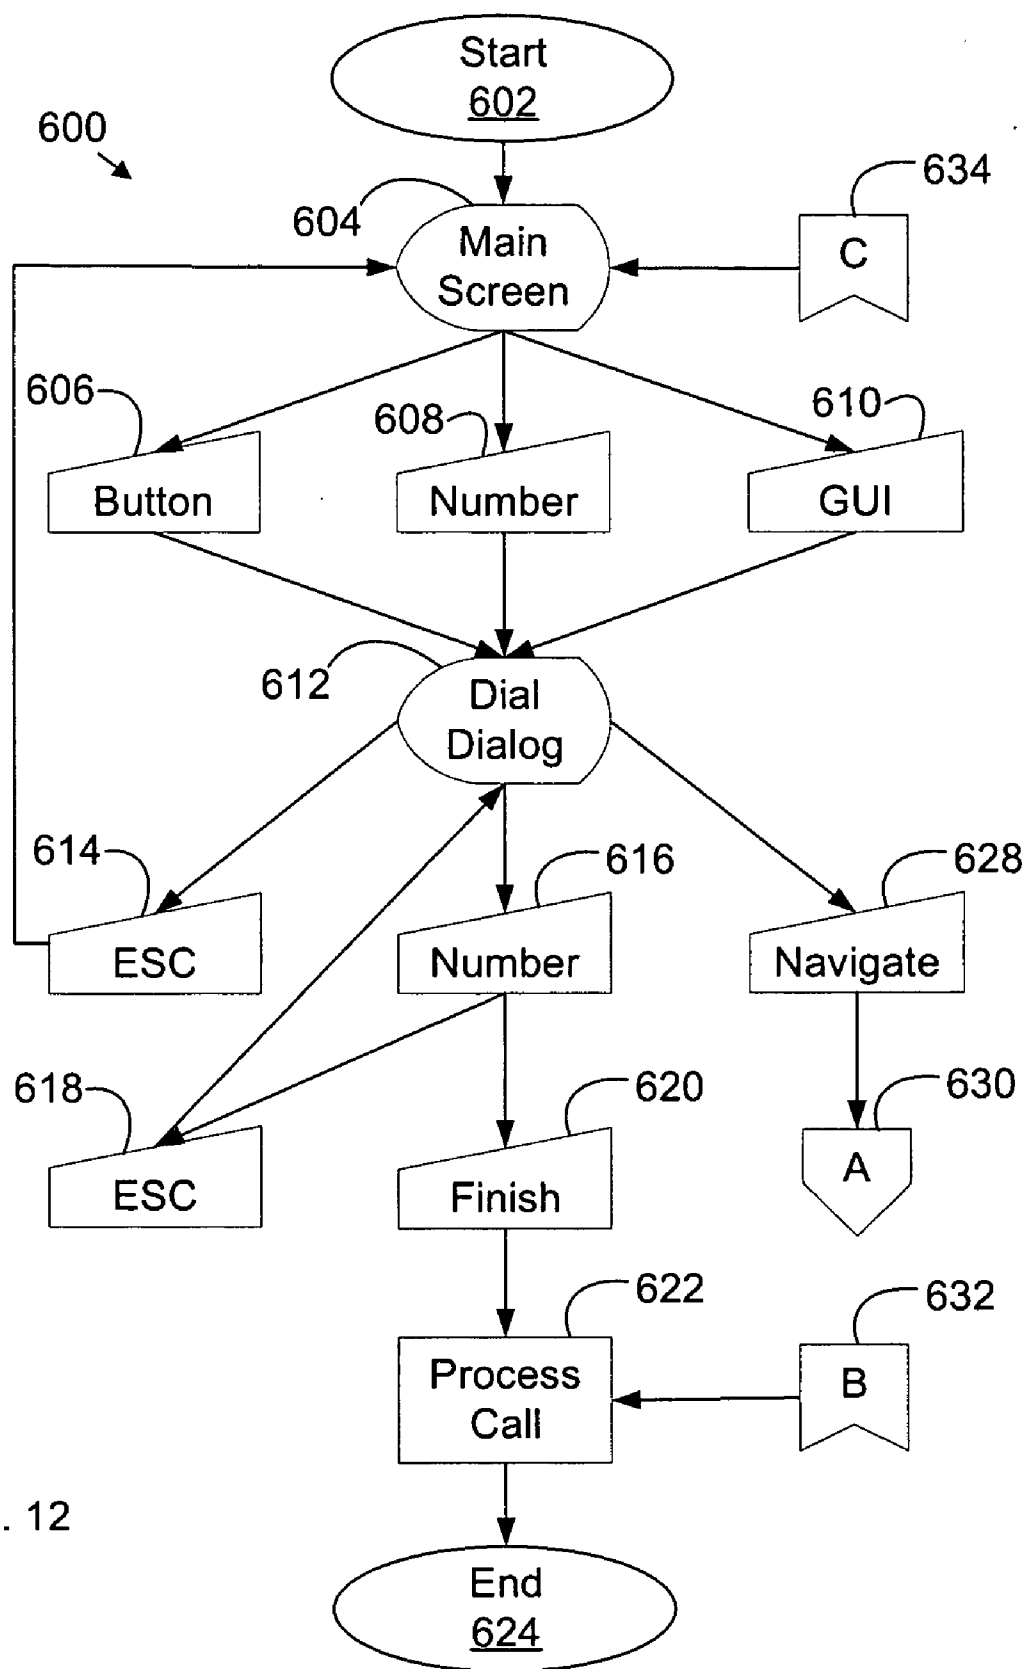 Start
602
600
634
604
Main
Screen
C
606
608
610
Button
Number
GUI
612
Dial
Dialog
614
616
628
ESC
Number
Navigate
618
620
630
ESC
Finish
A
622
632
Process
Call
B
. 12
End
624